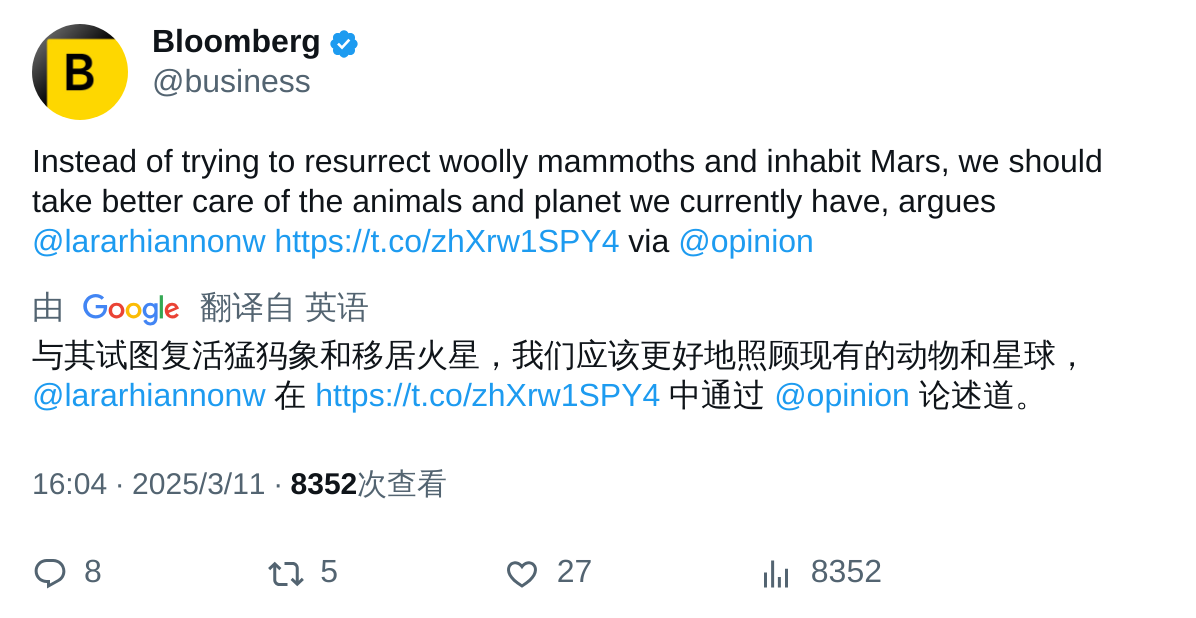 B
Bloomberg
@business
Instead of trying to resurrect woolly mammoths and inhabit Mars, we should
take better care of the animals and planet we currently have, argues
@lararhiannonw https://t.co/zhXrw1SPY4 via @opinion
由 Google 翻译自 英语
与其试图复活猛犸象和移居火星，我们应该更好地照顾现有的动物和星球，
@lararhiannonw 在 https://t.co/zhXrw1SPY4 中通过 @opinion 论述道。
16:04 · 2025/3/11 · 8352次查看
8 5 27 8352